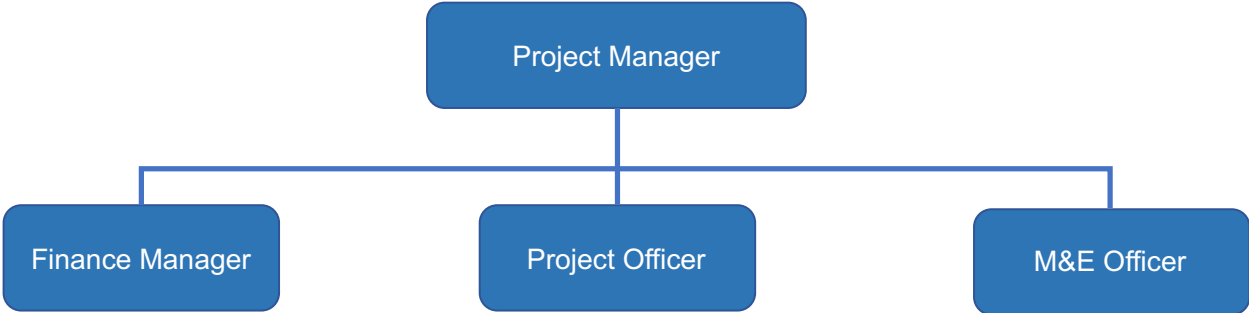 Project Manager
Finance Manager
Project Officer
M&E Officer